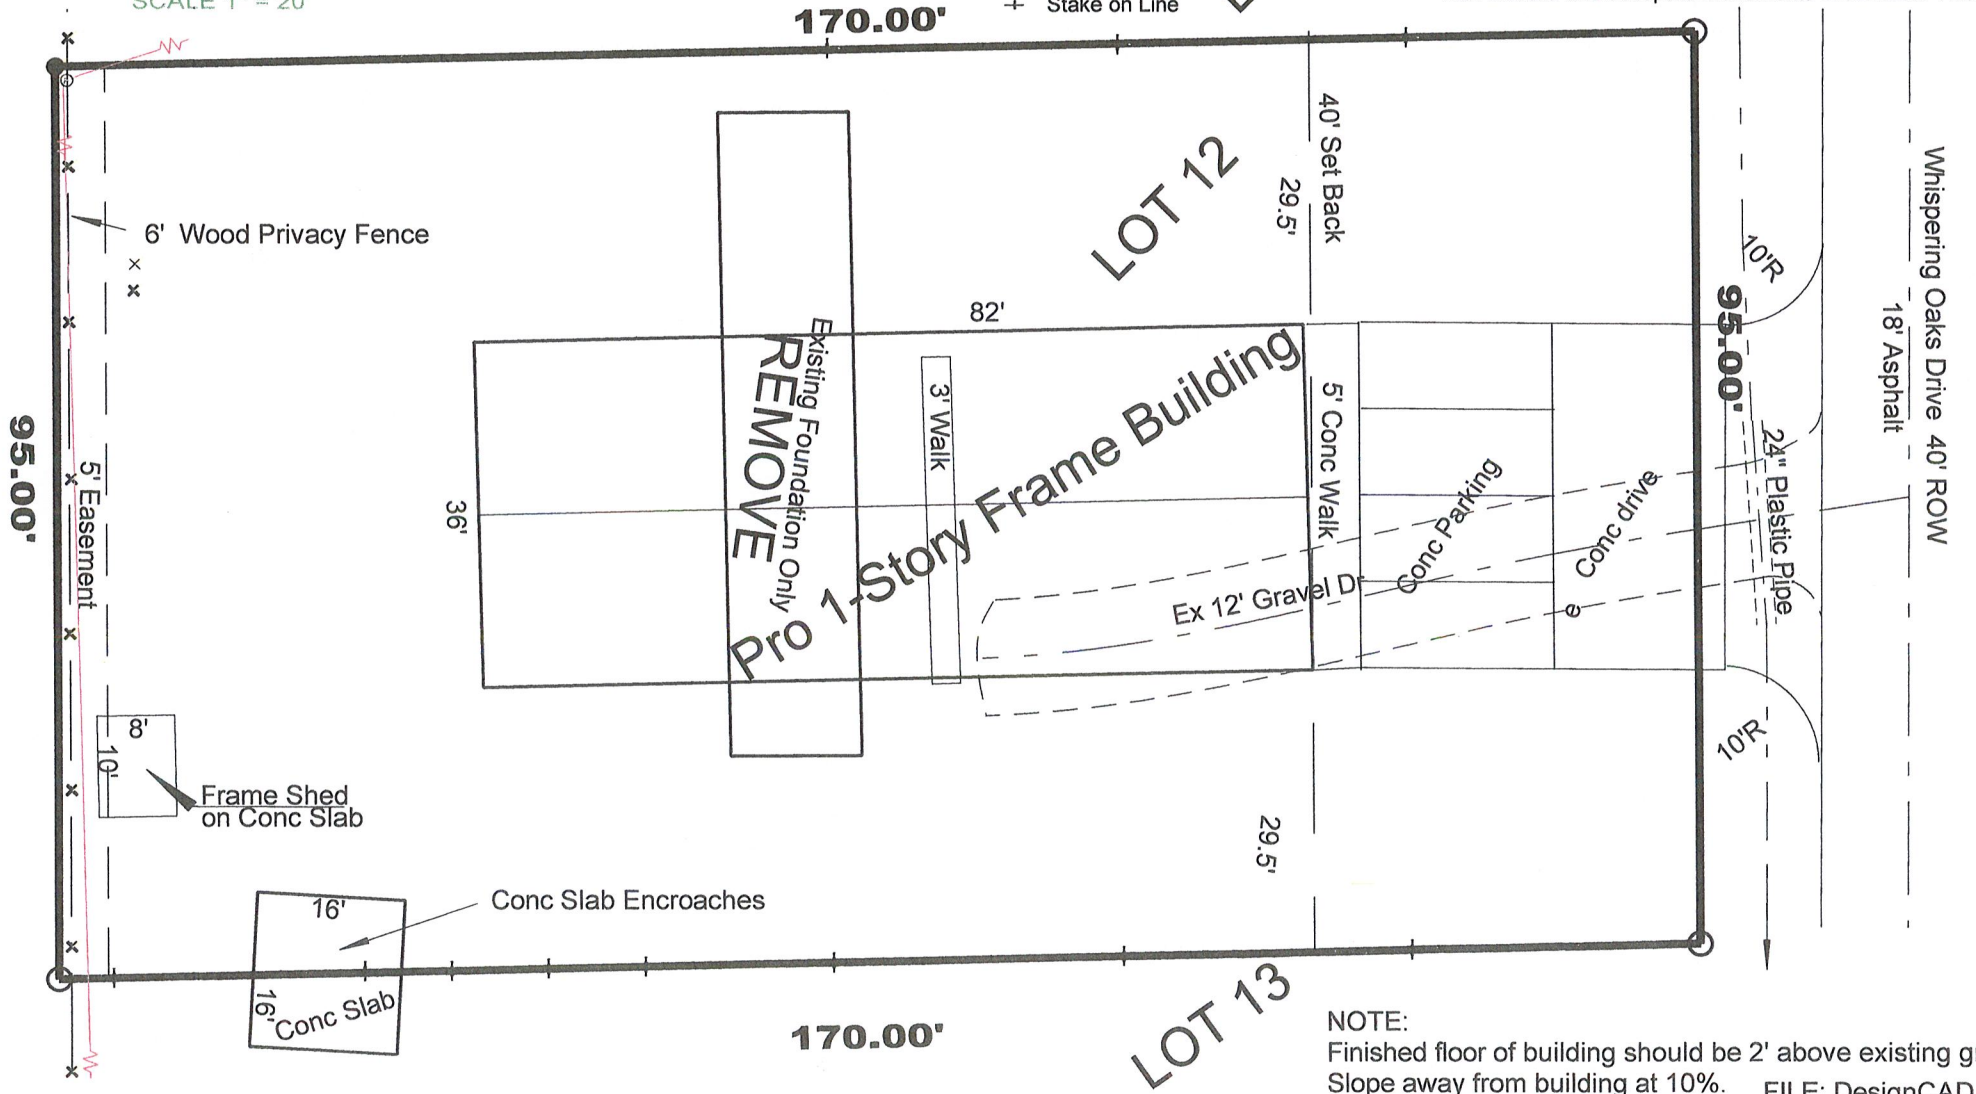 SCALE 1" = 20'
170.00'
Stake on Line
40' Set Back
29.5'
LOT 12
6' Wood Privacy Fence
82'
Existing Foundation Only
REMOVE
3' Walk
Pro 1-Story Frame Building
5' Conc Walk
36'
Ex 12' Gravel Dr
Conc Parking
Conc drive
e
10'R
95.00'
24" Plastic Pipe
18' Asphalt
Whispering Oaks Drive 40' ROW
95.00'
5' Easement
8'
10'
Frame Shed
on Conc Slab
10'R
29.5'
16'
Conc Slab Encroaches
16'
Conc Slab
170.00'
LOT 13
NOTE:
Finished floor of building should be 2' above existing
Slope away from building at 10%.
FILE: DesignCAD